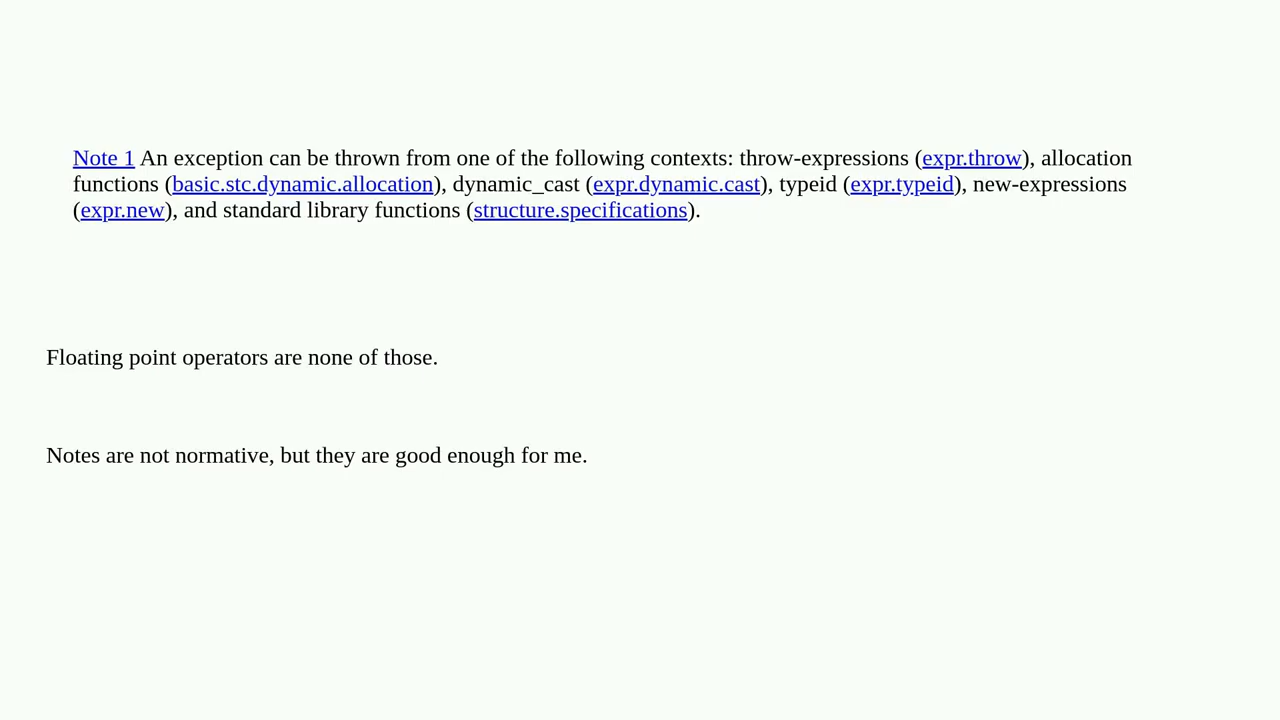 Note 1 An exception can be thrown from one of the following contexts: throw-expressions (expr.throw), allocation
functions (basic.stc.dynamic.allocation), dynamic_cast (expr.dynamic.cast), typeid (expr.typeid), new-expressions
(expr.new), and standard library functions (structure.specifications).
Floating point operators are none of those.
Notes are not normative, but they are good enough for me.